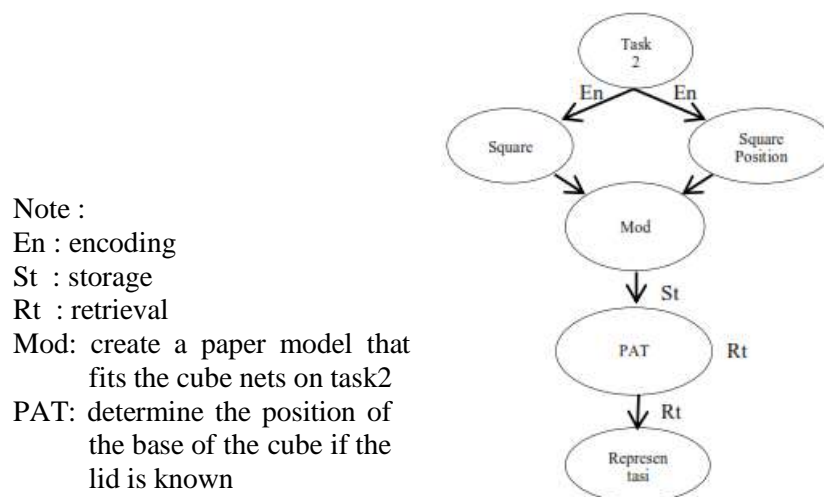 Task
2
En
En
Square
Square
Position
Mod
St
PAT
Rt
Rt
Represen
tasi
Note :
En : encoding
St : storage
Rt : retrieval
Mod: create a paper model that
fits the cube nets on task2
PAT: determine the position of
the base of the cube if the
lid is known